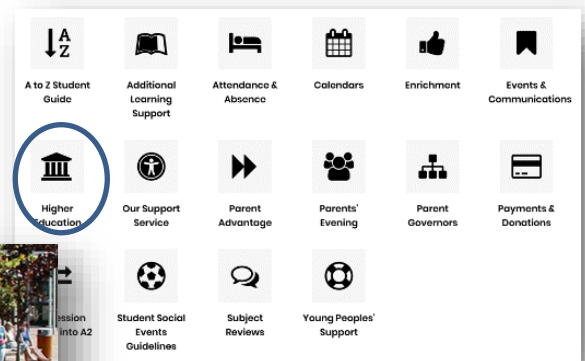 A
Z
A to Z Student
Guide
Additional
Learning
Support
Attendance &
Absence
Calendars
Enrichment
Events &
Communications
Higher
Education
Our Support
Service
Parent
Advantage
Parents'
Evening
Parent
Governors
Payments &
Donations
into A2
Student Social
Events
Guidelines
Subject
Reviews
Young Peoples'
Support